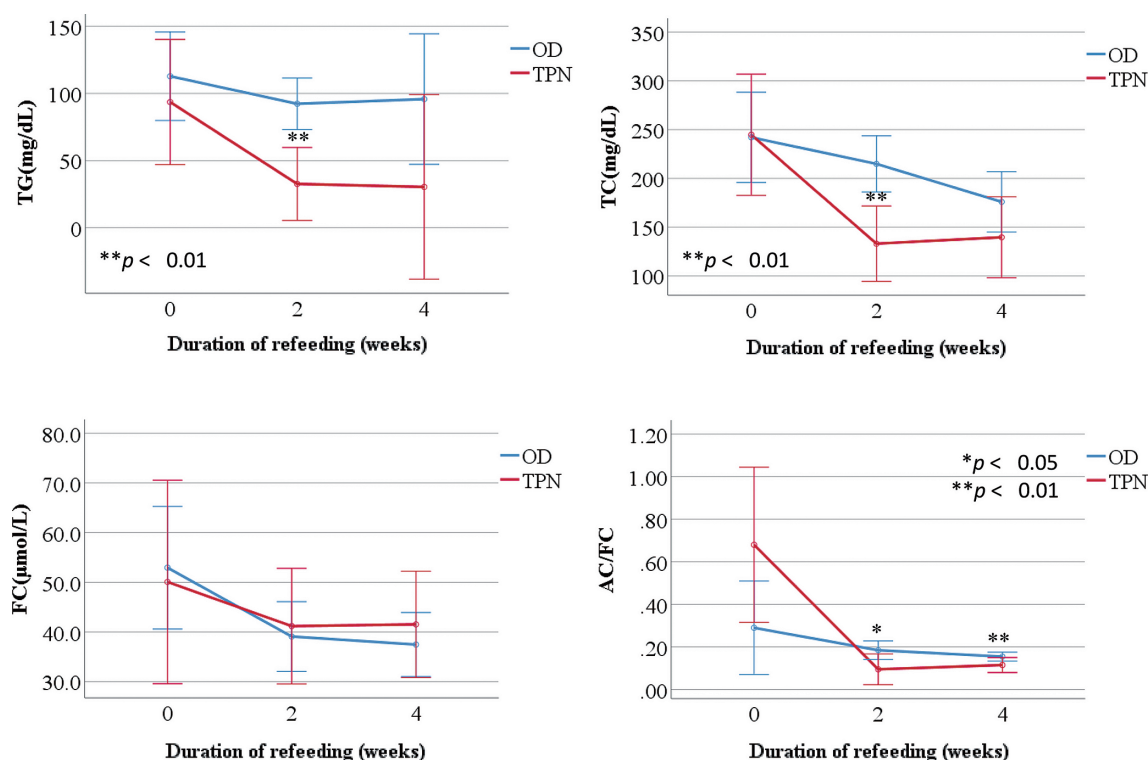 150
100
50
0
TG(mg/dL)
OD
TPN
**
**p < 0.01
0 2 4
Duration of refeeding (weeks)
350
300
250
200
150
100
TC(mg/dL)
OD
TPN
**
**p < 0.01
0 2 4
Duration of refeeding (weeks)
80.0
70.0
60.0
50.0
40.0
30.0
FC(μmol/L)
OD
TPN
0 2 4
Duration of refeeding (weeks)
1.20
1.00
.80
.60
.40
.20
.00
AC/FC
OD
TPN
*p < 0.05
**p < 0.01
* **
0 2 4
Duration of refeeding (weeks)